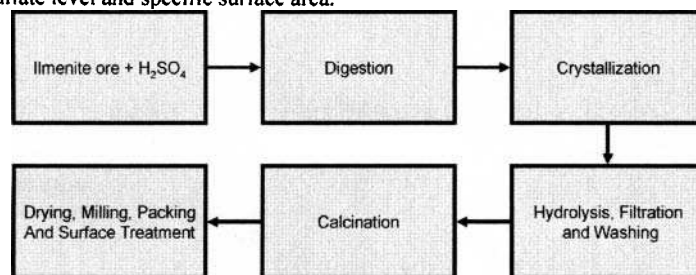 level and specific surface area.
Ilmenite ore + H₂SO₄
Digestion
Crystallization
Drying, Milling, Packing
And Surface Treatment
Calcination
Hydrolysis, Filtration
and Washing